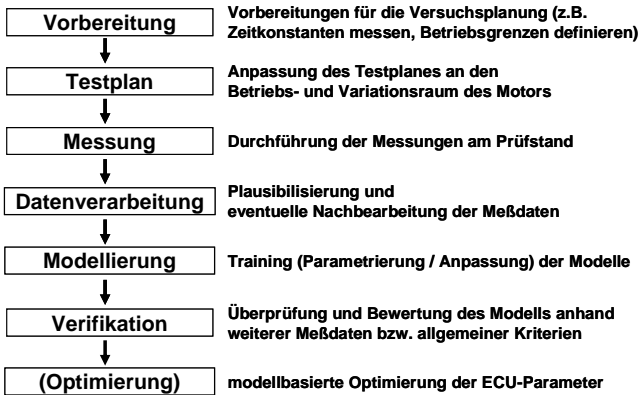 Vorbereitung
Vorbereitungen für die Versuchsplanung (z.B.
Zeitkonstanten messen, Betriebsgrenzen definieren)
Testplan
Anpassung des Testplanes an den
Betriebs- und Variationsraum des Motors
Messung
Durchführung der Messungen am Prüfstand
Datenverarbeitung
Plausibilisierung und
eventuelle Nachbearbeitung der Meßdaten
Modellierung
Training (Parametrierung / Anpassung) der Modelle
Verifikation
Überprüfung und Bewertung des Modells anhand
weiterer Meßdaten bzw. allgemeiner Kriterien
(Optimierung)
modellbasierte Optimierung der ECU-Parameter